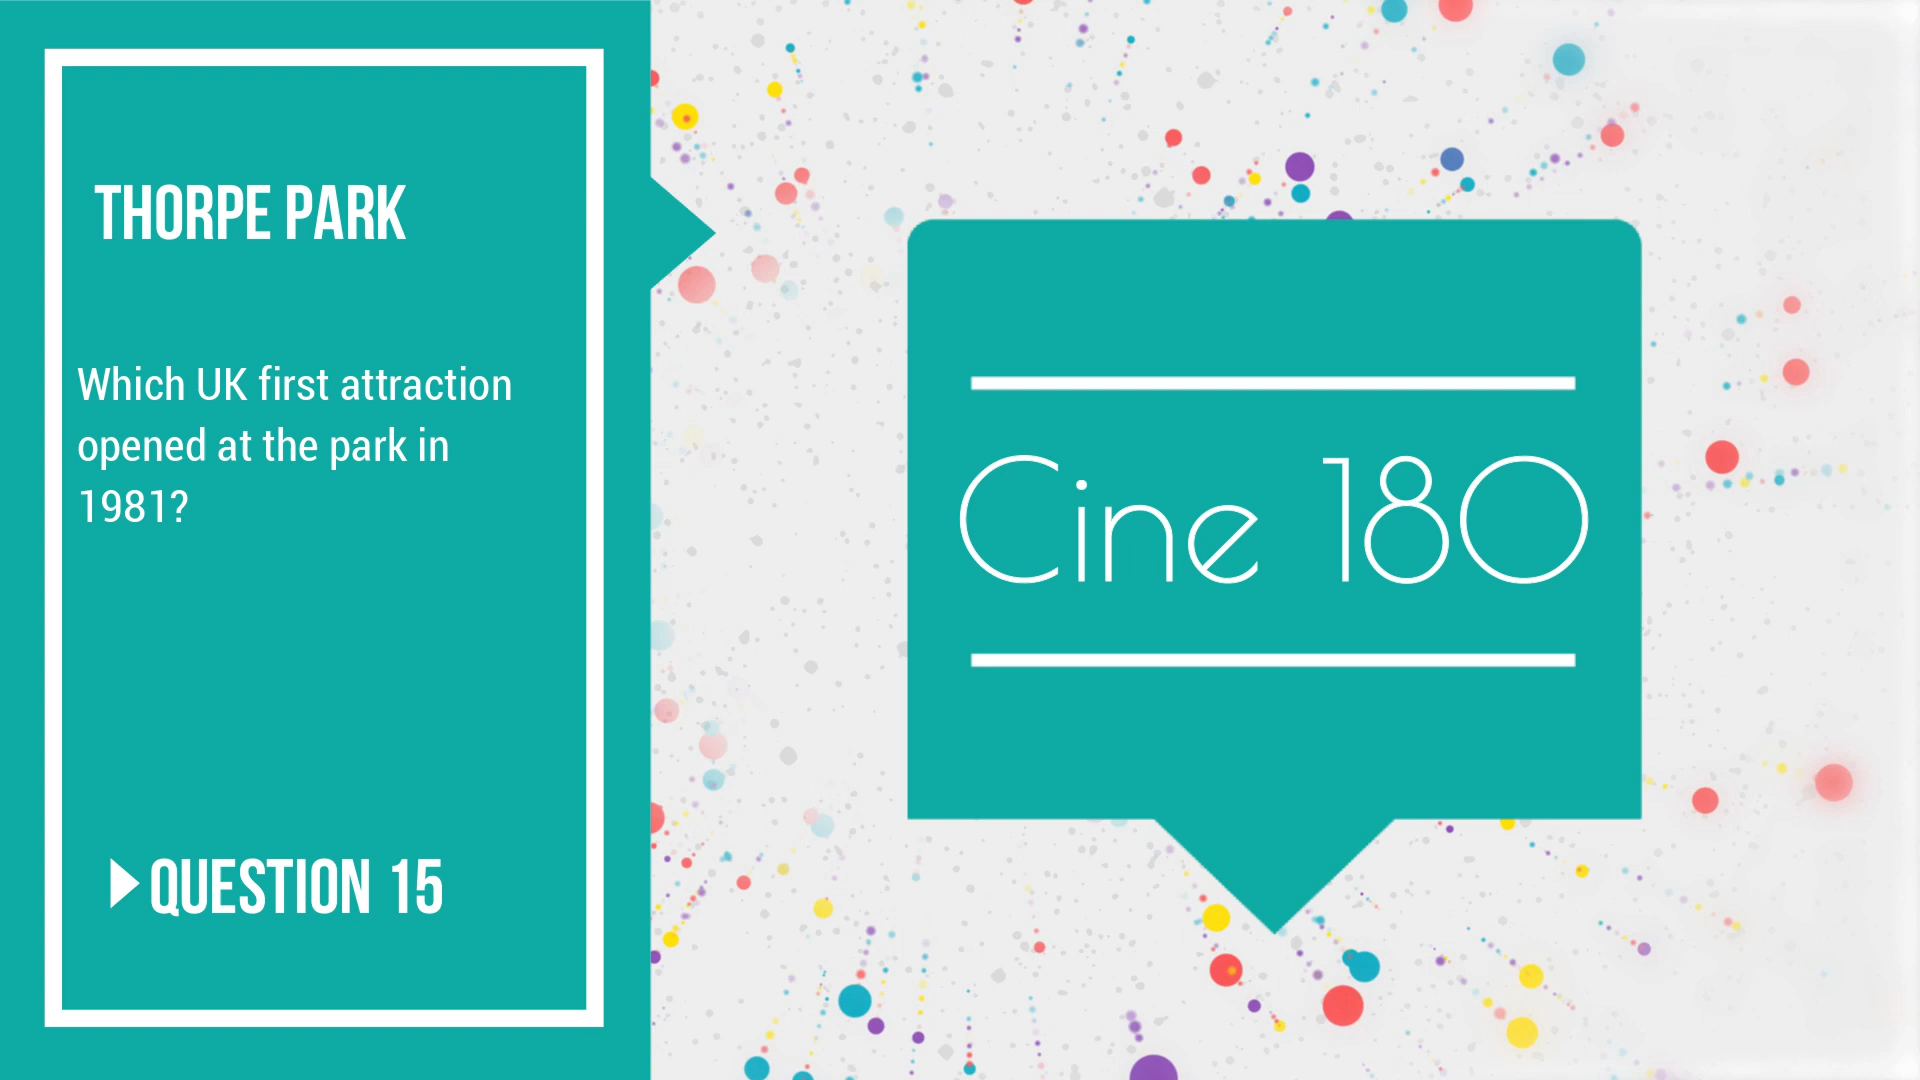 THORPE PARK
Which UK first attraction
opened at the park in
1981?
QUESTION 15
Cine 180